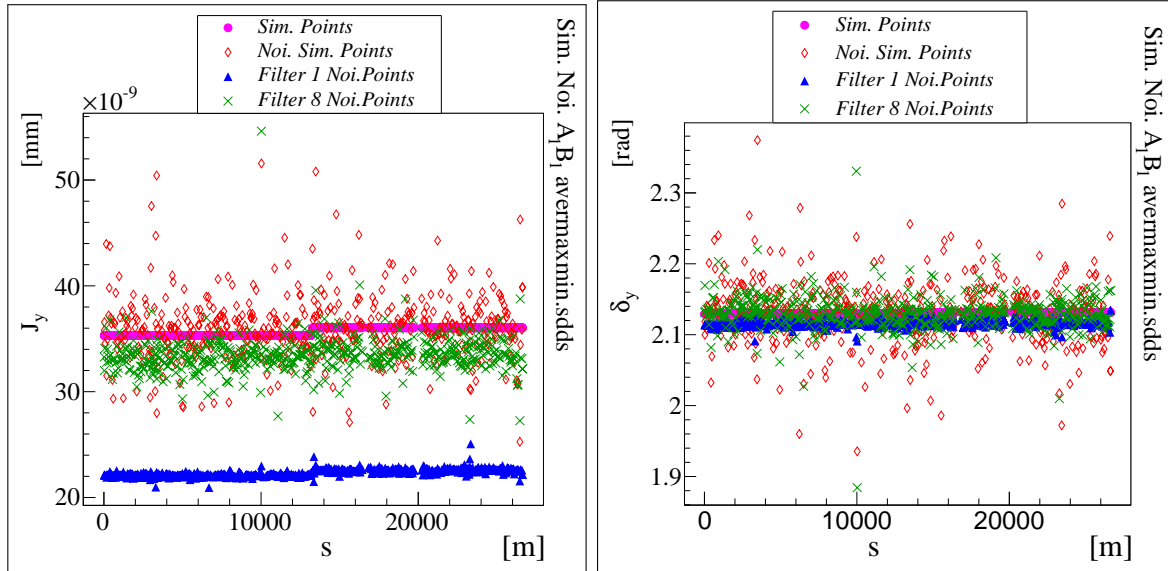 Sim. Points
Noi. Sim. Points
Filter 1 Noi.Points
Filter 8 Noi.Points
×10⁻⁹
[mm]
J_y
50
40
30
20
0
10000
20000
s
[m]
Sim. Noi. A₁B₁ avermaxmin.sdds
Sim. Points
Noi. Sim. Points
Filter 1 Noi.Points
Filter 8 Noi.Points
[rad]
δ_y
2.3
2.2
2.1
2
1.9
0
10000
20000
s
[m]
Sim. Noi. A₁B₁ avermaxmin.sdds